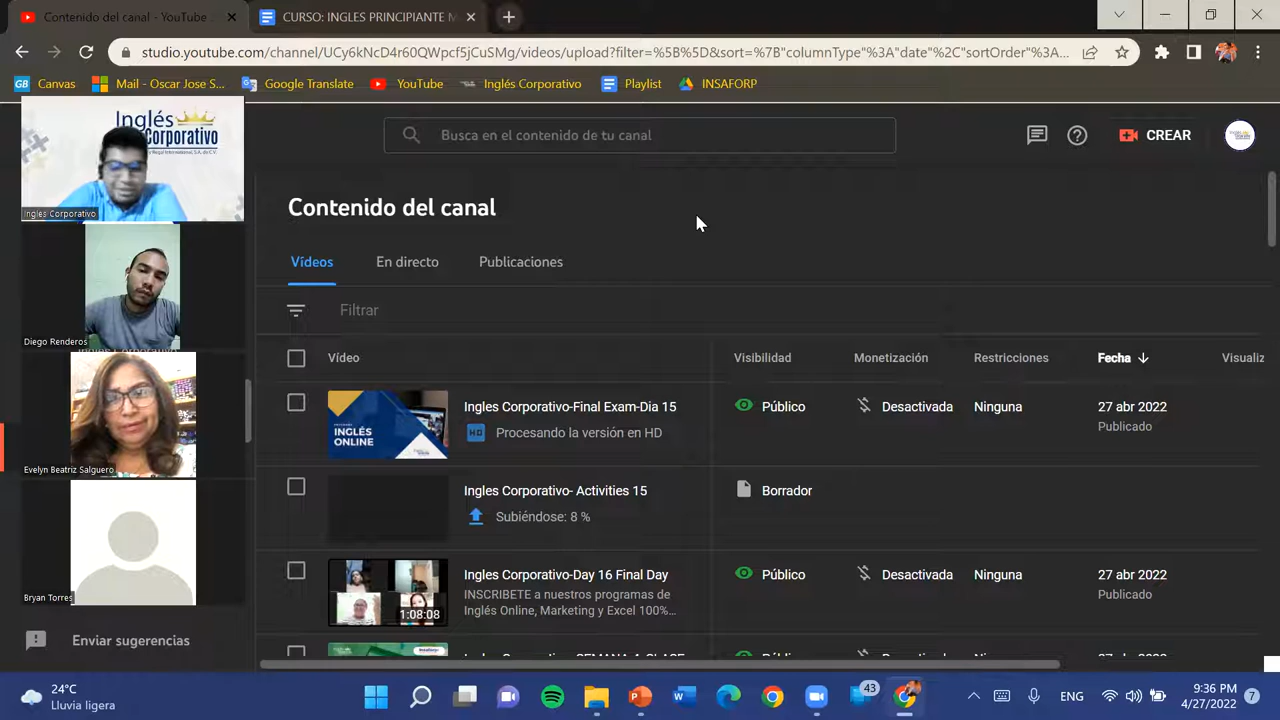 Contenido del canal - YouTube
CURSO: INGLES PRINCIPIANTE M
studio.youtube.com/channel/UCy6kNcD4r60QWpcf5jCuSMg/videos/upload?filter=%5B%5D&sort=%7B"columnType"%3A"date"%2C"sortOrder"%3A...
GB Canvas
Mail - Oscar Jose S...
Google Translate
YouTube
Inglés Corporativo
Playlist
INSAFORP
Inglés
Corporativo
Inglés Corporativo
Diego Renderos
Evelyn Beatriz Salguero
Bryan Torres
Enviar sugerencias
Busca en el contenido de tu canal
CREAR
Contenido del canal
Vídeos
En directo
Publicaciones
Filtrar
Vídeo
Visibilidad
Monetización
Restricciones
Fecha
Visualiz
INGLÉS
ONLINE
Ingles Corporativo-Final Exam-Dia 15
HD Procesando la versión en HD
Público
Desactivada
Ninguna
27 abr 2022
Publicado
Ingles Corporativo- Activities 15
Subiéndose: 8 %
Borrador
1:08:08
Ingles Corporativo-Day 16 Final Day
INSCRIBETE a nuestros programas de
Inglés Online, Marketing y Excel 100%...
Público
Desactivada
Ninguna
27 abr 2022
Publicado
24°C
Lluvia ligera
43
ENG
9:36 PM
4/27/2022
7